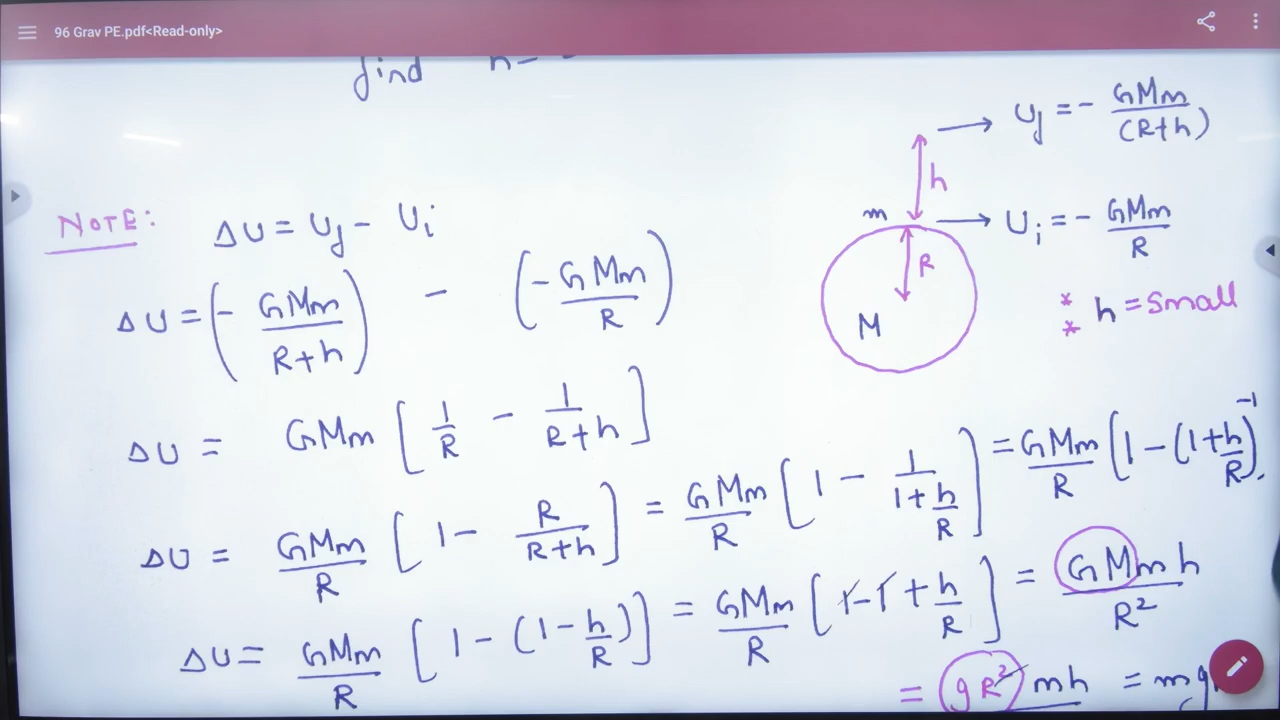 96 Grav PE.pdf<Read-only>
find h=
U_f = - GMm/(R+h)
h
NOTE: ΔU = U_f - U_i
m → U_i = - GMm/R
R
M
* * h = small
ΔU = (- GMm/(R+h)) - (- GMm/R)
ΔU = GMm [1/R - 1/(R+h)]
ΔU = GMm/R [1 - R/(R+h)] = GMm/R [1 - 1/(1+h/R)] = GMm/R (1 - (1+h/R)^-1)
ΔU = GMm/R [1 - (1 - h/R)] = GMm/R [1-1 + h/R] = GMmh/R²
= gR² mh = mg